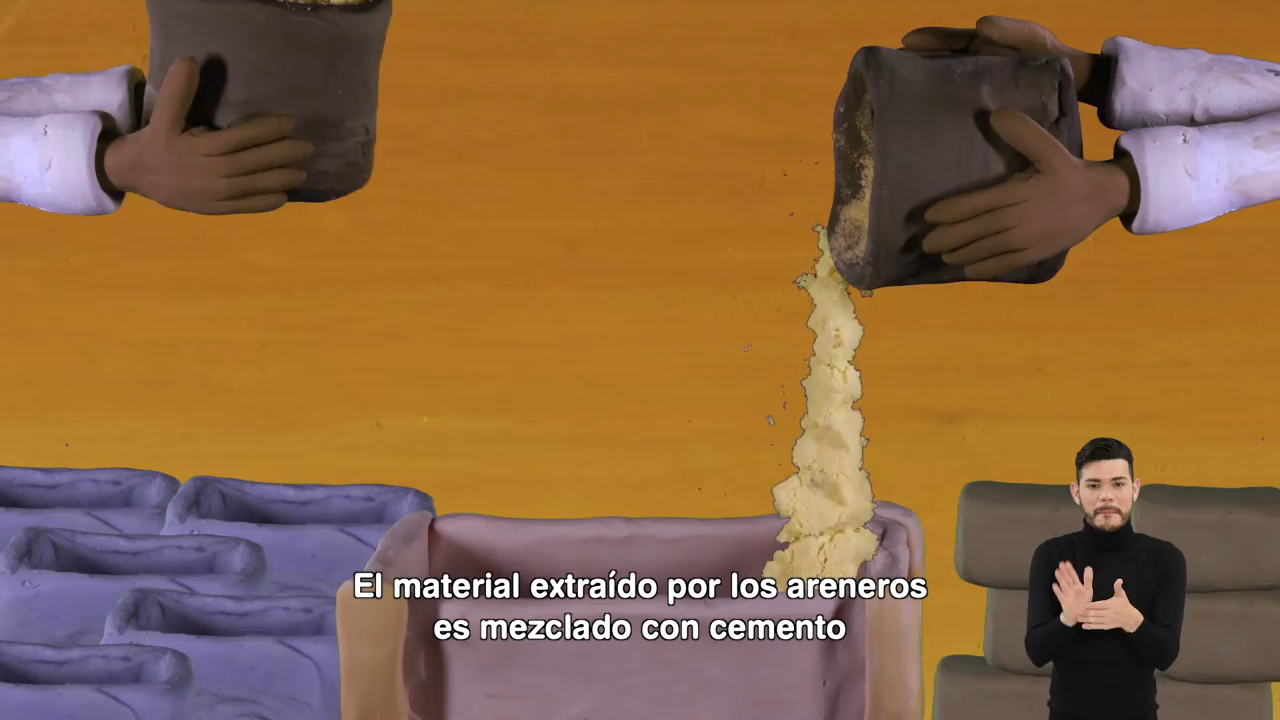 El material extraído por los areneros
es mezclado con cemento